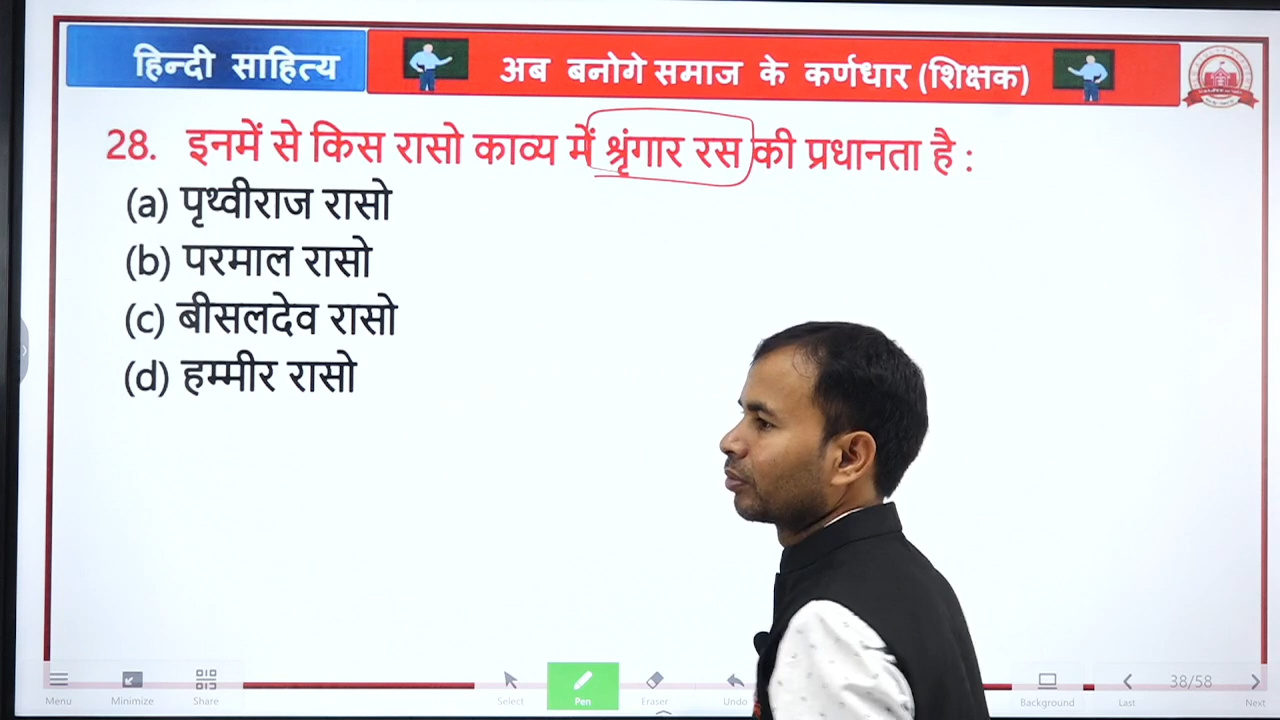 हिन्दी साहित्य
अब बनोगे समाज के कर्णधार (शिक्षक)
28. इनमें से किस रासो काव्य में श्रृंगार रस की प्रधानता है :
(a) पृथ्वीराज रासो
(b) परमाल रासो
(c) बीसलदेव रासो
(d) हम्मीर रासो
Menu Minimize Share Select Pen Eraser Undo Background Last 38/58 Next